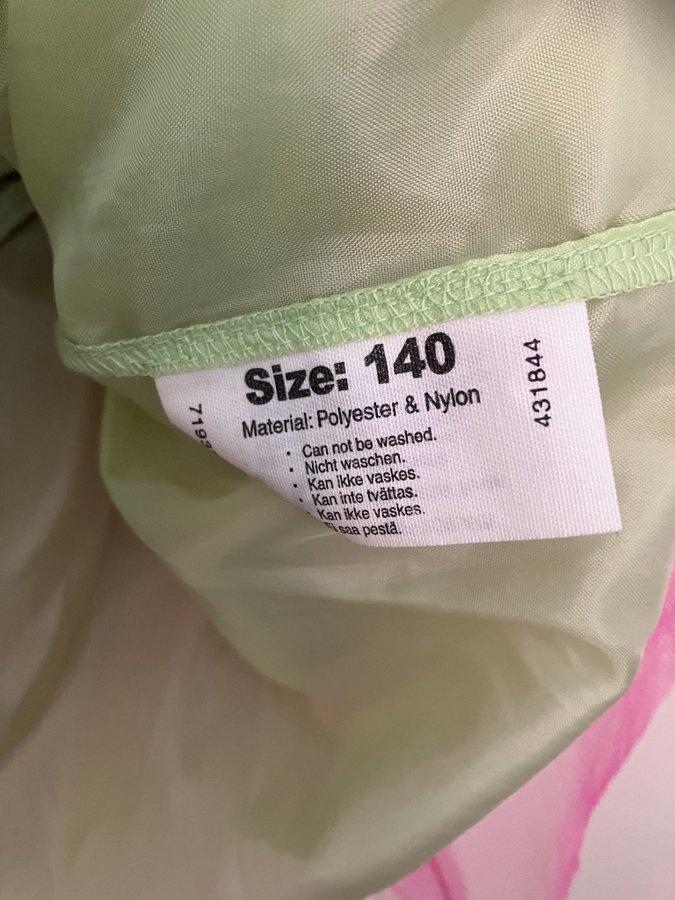 Size: 140
Material: Polyester & Nylon
• Can not be washed.
• Nicht waschen.
• Kan ikke vaskes.
• Kan inte tvättas.
Kan ikke vaskes.
saa pestä.
431844
719